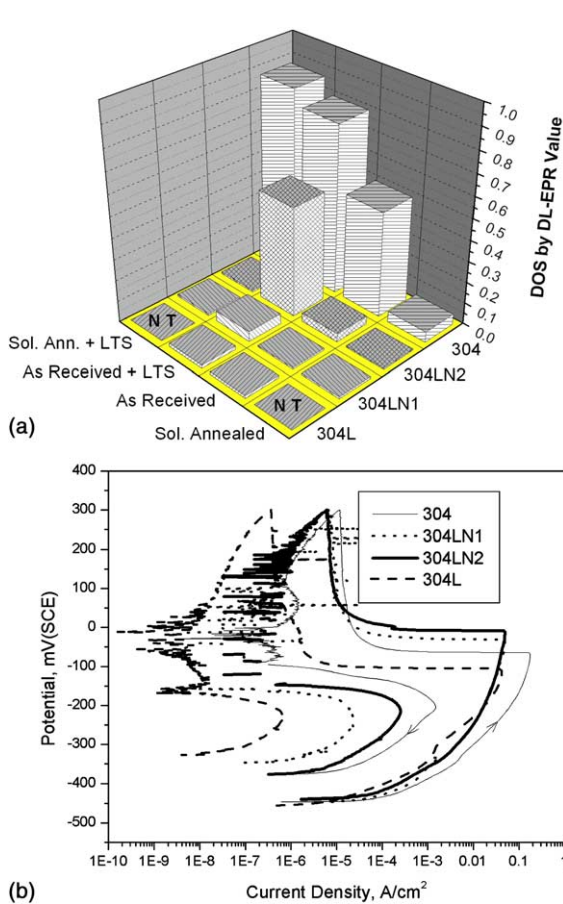 1.0
0.9
0.8
0.7
0.6
0.5
0.4
0.3
0.2
0.1
0.0
DOS by DL-EPR Value
N T
Sol. Ann. + LTS
As Received + LTS
As Received
Sol. Annealed
N T
304
304LN2
304LN1
304L
(a)
400
300
200
100
0
-100
-200
-300
-400
-500
Potential, mV(SCE)
304
304LN1
304LN2
304L
1E-10 1E-9 1E-8 1E-7 1E-6 1E-5 1E-4 1E-3 0.01 0.1 1
Current Density, A/cm²
(b)